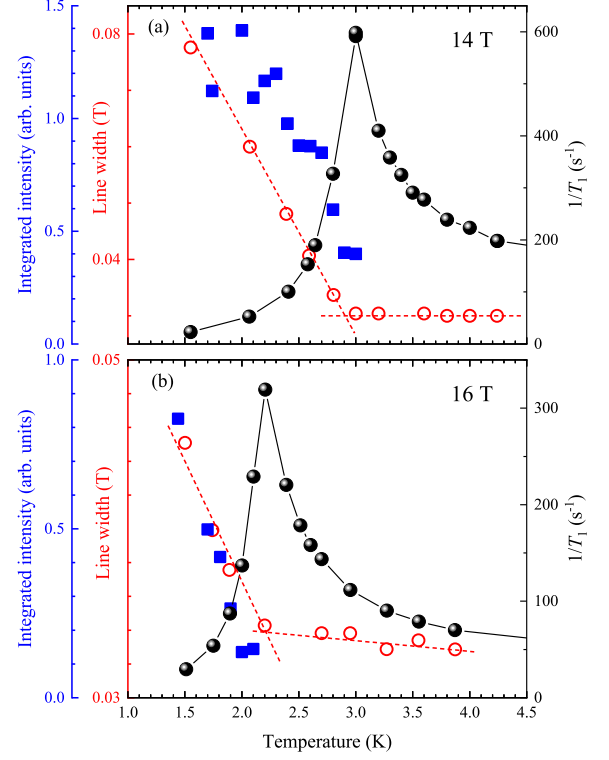 1.5
1.0
0.5
0.0
Integrated intensity (arb. units)
0.08
0.04
Line width (T)
(a)
14 T
600
400
200
0
1/T₁ (s⁻¹)
1.0
0.5
0.0
Integrated intensity (arb. units)
0.05
0.03
Line width (T)
(b)
16 T
300
200
100
0
1/T₁ (s⁻¹)
1.0 1.5 2.0 2.5 3.0 3.5 4.0 4.5
Temperature (K)